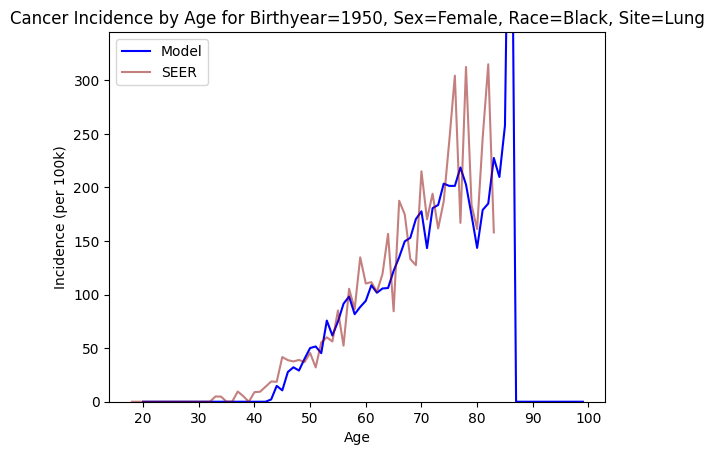 Cancer Incidence by Age for Birthyear=1950, Sex=Female, Race=Black, Site=Lung
Model
SEER
Incidence (per 100k)
300
250
200
150
100
50
0
20 30 40 50 60 70 80 90 100
Age